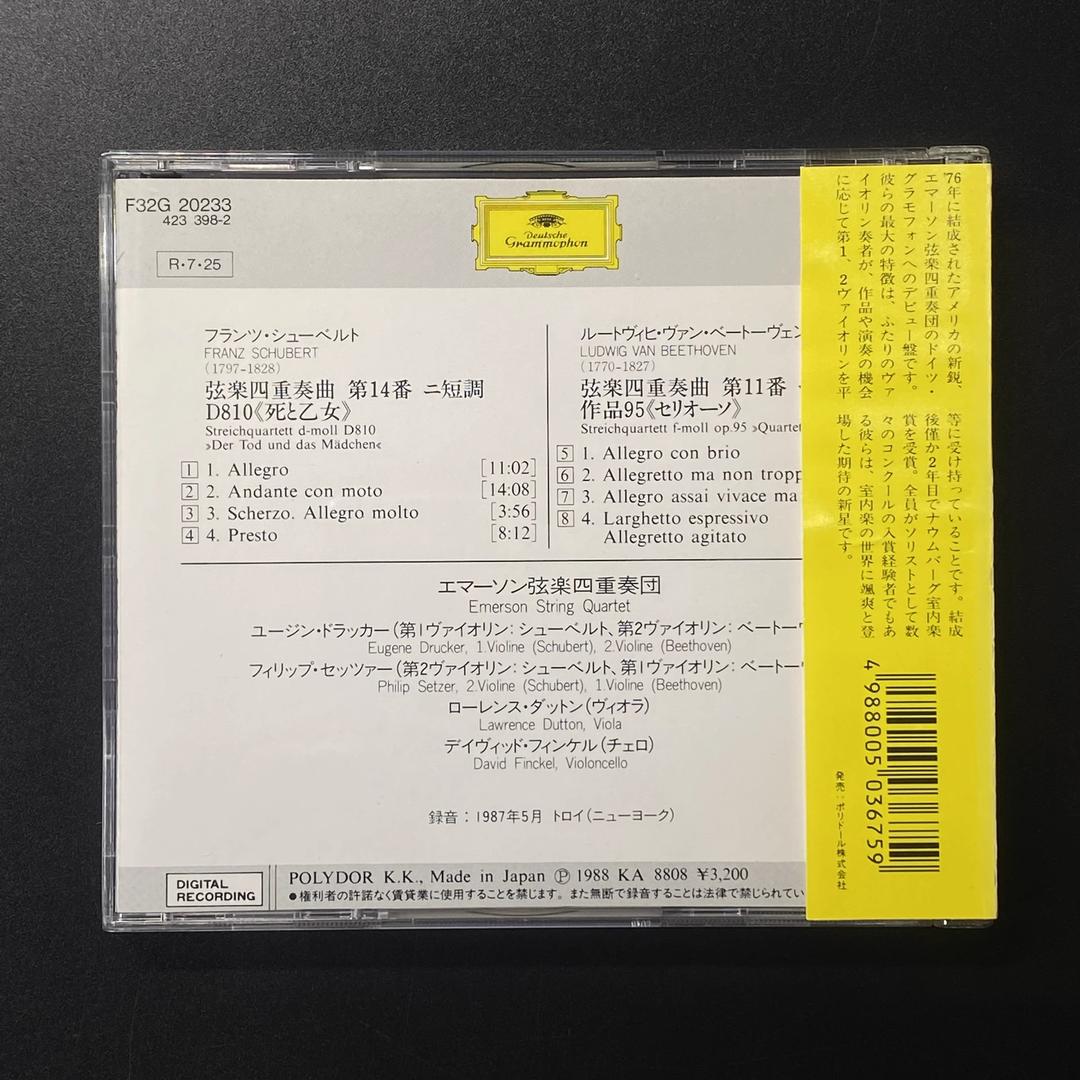 F32G 20233
423 398-2
R・7・25
Deutsche
Grammophon
フランツ・シューベルト
FRANZ SCHUBERT
(1797-1828)
弦楽四重奏曲 第14番 ニ短調
D810《死と乙女》
Streichquartett d-moll D810
»Der Tod und das Mädchen«
1 1. Allegro [11:02]
2 2. Andante con moto [14:08]
3 3. Scherzo. Allegro molto [3:56]
4 4. Presto [8:12]
ルートヴィヒ・ヴァン・ベートーヴェン
LUDWIG VAN BEETHOVEN
(1770-1827)
弦楽四重奏曲 第11番
作品95《セリオーソ》
Streichquartett f-moll op.95 »Quartet
5 1. Allegro con brio
6 2. Allegretto ma non tropp
7 3. Allegro assai vivace ma
8 4. Larghetto espressivo
Allegretto agitato
エマーソン弦楽四重奏団
Emerson String Quartet
ユージン・ドラッカー(第1ヴァイオリン: シューベルト、第2ヴァイオリン: ベートー
Eugene Drucker, 1.Violine (Schubert), 2.Violine (Beethoven)
フィリップ・セッツァー(第2ヴァイオリン: シューベルト、第1ヴァイオリン: ベートー
Philip Setzer, 2.Violine (Schubert), 1.Violine (Beethoven)
ローレンス・ダットン(ヴィオラ)
Lawrence Dutton, Viola
デイヴィッド・フィンケル(チェロ)
David Finckel, Violoncello
録音：1987年5月 トロイ(ニューヨーク)
DIGITAL
RECORDING
POLYDOR K.K., Made in Japan Ⓟ 1988 KA 8808 ¥3,200
●権利者の許諾なく賃貸業に使用することを禁じます。また無断で録音することは法律で禁じられてい
'76年に結成されたアメリカの新鋭、
エマーソン弦楽四重奏団のドイツ・
グラモフォンへのデビュー盤です。
彼らの最大の特徴は、ふたりのヴァ
イオリン奏者が、作品や演奏の機会
に応じて第1、2ヴァイオリンを平
等に受け持っていることです。結成
後僅か2年目でナウムバーグ室内楽
賞を受賞。全員がソリストとして数
々のコンクールの入賞経験者でもあ
る彼らは、室内楽の世界に颯爽と登
場した期待の新星です。
4 988005 036759
発売：ポリドール株式会社